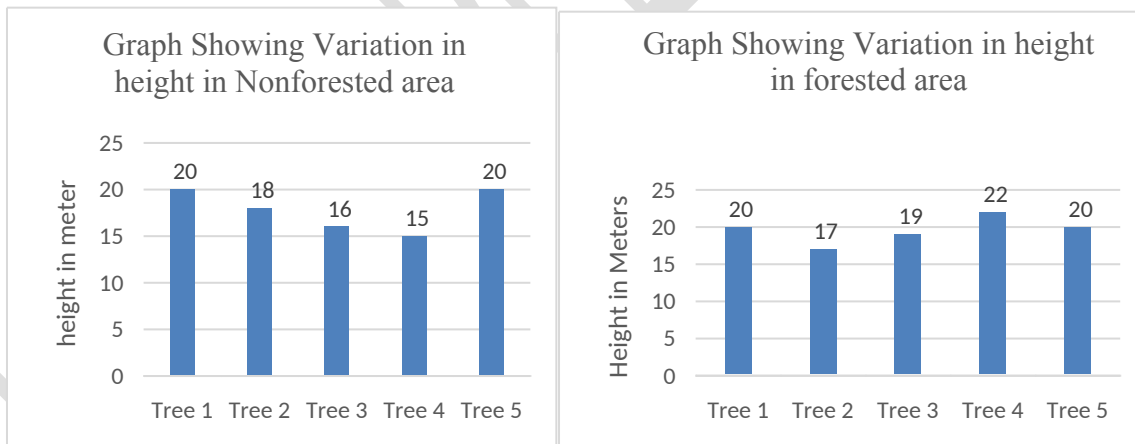 Graph Showing Variation in
height in Nonforested area
height in meter
25
20
15
10
5
0
20
18
16
15
20
Tree 1 Tree 2 Tree 3 Tree 4 Tree 5
Graph Showing Variation in height
in forested area
Height in Meters
25
20
15
10
5
0
20
17
19
22
20
Tree 1 Tree 2 Tree 3 Tree 4 Tree 5